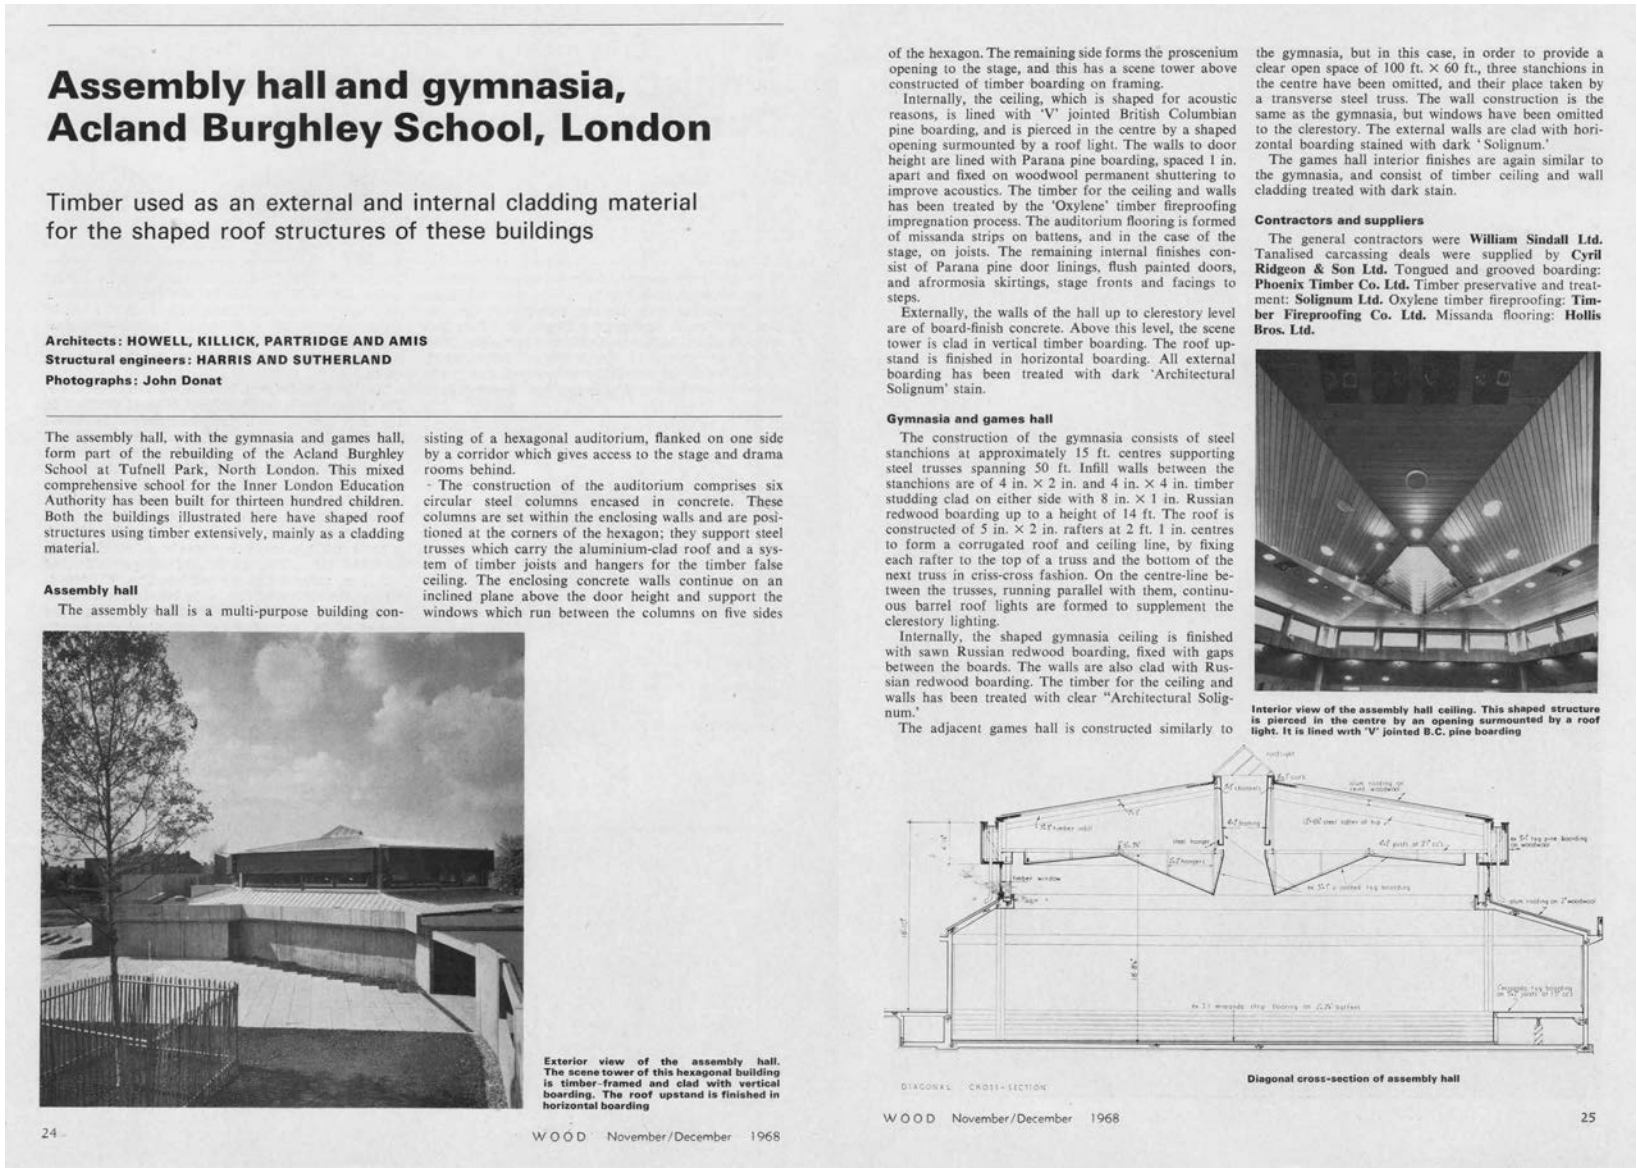 Assembly hall and gymnasia,
Acland Burghley School, London
Timber used as an external and internal cladding material
for the shaped roof structures of these buildings
Architects: HOWELL, KILLICK, PARTRIDGE AND AMIS
Structural engineers: HARRIS AND SUTHERLAND
Photographs: John Donat
The assembly hall, with the gymnasia and games hall,
form part of the rebuilding of the Acland Burghley
School at Tufnell Park, North London. This mixed
comprehensive school for the Inner London Education
Authority has been built for thirteen hundred children.
Both the buildings illustrated here have shaped roof
structures using timber extensively, mainly as a cladding
material.
Assembly hall
The assembly hall is a multi-purpose building con-
sisting of a hexagonal auditorium, flanked on one side
by a corridor which gives access to the stage and drama
rooms behind.
- The construction of the auditorium comprises six
circular steel columns encased in concrete. These
columns are set within the enclosing walls and are posi-
tioned at the corners of the hexagon; they support steel
trusses which carry the aluminium-clad roof and a sys-
tem of timber joists and hangers for the timber false
ceiling. The enclosing concrete walls continue on an
inclined plane above the door height and support the
windows which run between the columns on five sides
Exterior view of the assembly hall.
The scene tower of this hexagonal building
is timber-framed and clad with vertical
boarding. The roof upstand is finished in
horizontal boarding
24
WOOD November/December 1968
of the hexagon. The remaining side forms the proscenium
opening to the stage, and this has a scene tower above
constructed of timber boarding on framing.
Internally, the ceiling, which is shaped for acoustic
reasons, is lined with 'V' jointed British Columbian
pine boarding, and is pierced in the centre by a shaped
opening surmounted by a roof light. The walls to door
height are lined with Parana pine boarding, spaced 1 in.
apart and fixed on woodwool permanent shuttering to
improve acoustics. The timber for the ceiling and walls
has been treated by the 'Oxylene' timber fireproofing
impregnation process. The auditorium flooring is formed
of missanda strips on battens, and in the case of the
stage, on joists. The remaining internal finishes con-
sist of Parana pine door linings, flush painted doors,
and afrormosia skirtings, stage fronts and facings to
steps.
Externally, the walls of the hall up to clerestory level
are of board-finish concrete. Above this level, the scene
tower is clad in vertical timber boarding. The roof up-
stand is finished in horizontal boarding. All external
boarding has been treated with dark 'Architectural
Solignum' stain.
Gymnasia and games hall
The construction of the gymnasia consists of steel
stanchions at approximately 15 ft. centres supporting
steel trusses spanning 50 ft. Infill walls between the
stanchions are of 4 in. × 2 in. and 4 in. × 4 in. timber
studding clad on either side with 8 in. × 1 in. Russian
redwood boarding up to a height of 14 ft. The roof is
constructed of 5 in. × 2 in. rafters at 2 ft. 1 in. centres
to form a corrugated roof and ceiling line, by fixing
each rafter to the top of a truss and the bottom of the
next truss in criss-cross fashion. On the centre-line be-
tween the trusses, running parallel with them, continu-
ous barrel roof lights are formed to supplement the
clerestory lighting.
Internally, the shaped gymnasia ceiling is finished
with sawn Russian redwood boarding, fixed with gaps
between the boards. The walls are also clad with Rus-
sian redwood boarding. The timber for the ceiling and
walls has been treated with clear "Architectural Solig-
num.'
The adjacent games hall is constructed similarly to
the gymnasia, but in this case, in order to provide a
clear open space of 100 ft. × 60 ft., three stanchions in
the centre have been omitted, and their place taken by
a transverse steel truss. The wall construction is the
same as the gymnasia, but windows have been omitted
to the clerestory. The external walls are clad with hori-
zontal boarding stained with dark 'Solignum.'
The games hall interior finishes are again similar to
the gymnasia, and consist of timber ceiling and wall
cladding treated with dark stain.
Contractors and suppliers
The general contractors were William Sindall Ltd.
Tanalised carcassing deals were supplied by Cyril
Ridgeon & Son Ltd. Tongued and grooved boarding:
Phoenix Timber Co. Ltd. Timber preservative and treat-
ment: Solignum Ltd. Oxylene timber fireproofing: Tim-
ber Fireproofing Co. Ltd. Missanda flooring: Hollis
Bros. Ltd.
Interior view of the assembly hall ceiling. This shaped structure
is pierced in the centre by an opening surmounted by a roof
light. It is lined with 'V' jointed B.C. pine boarding
rooflight
alum roofing on
steel hanger
timber window
alum roofing on 2" woodwool
DIAGONAL CROSS-SECTION
Diagonal cross-section of assembly hall
WOOD November/December 1968
25